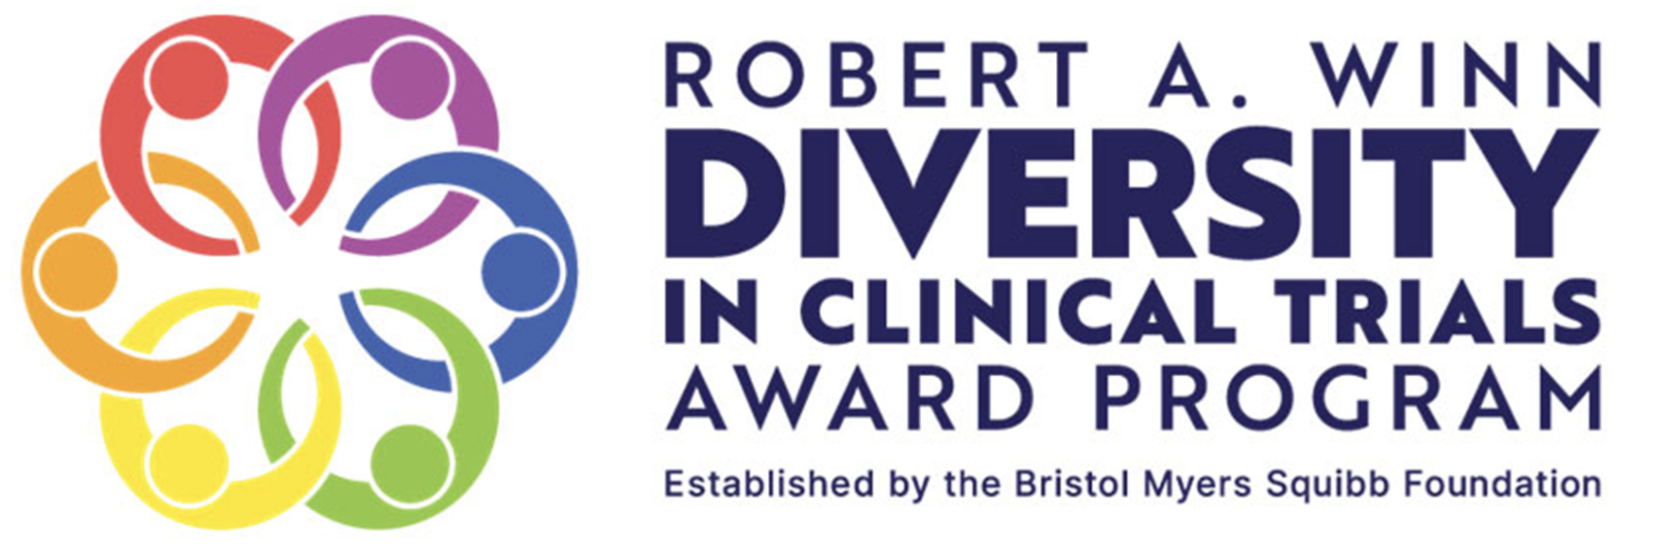 ROBERT A. WINN
DIVERSITY
IN CLINICAL TRIALS
AWARD PROGRAM
Established by the Bristol Myers Squibb Foundation